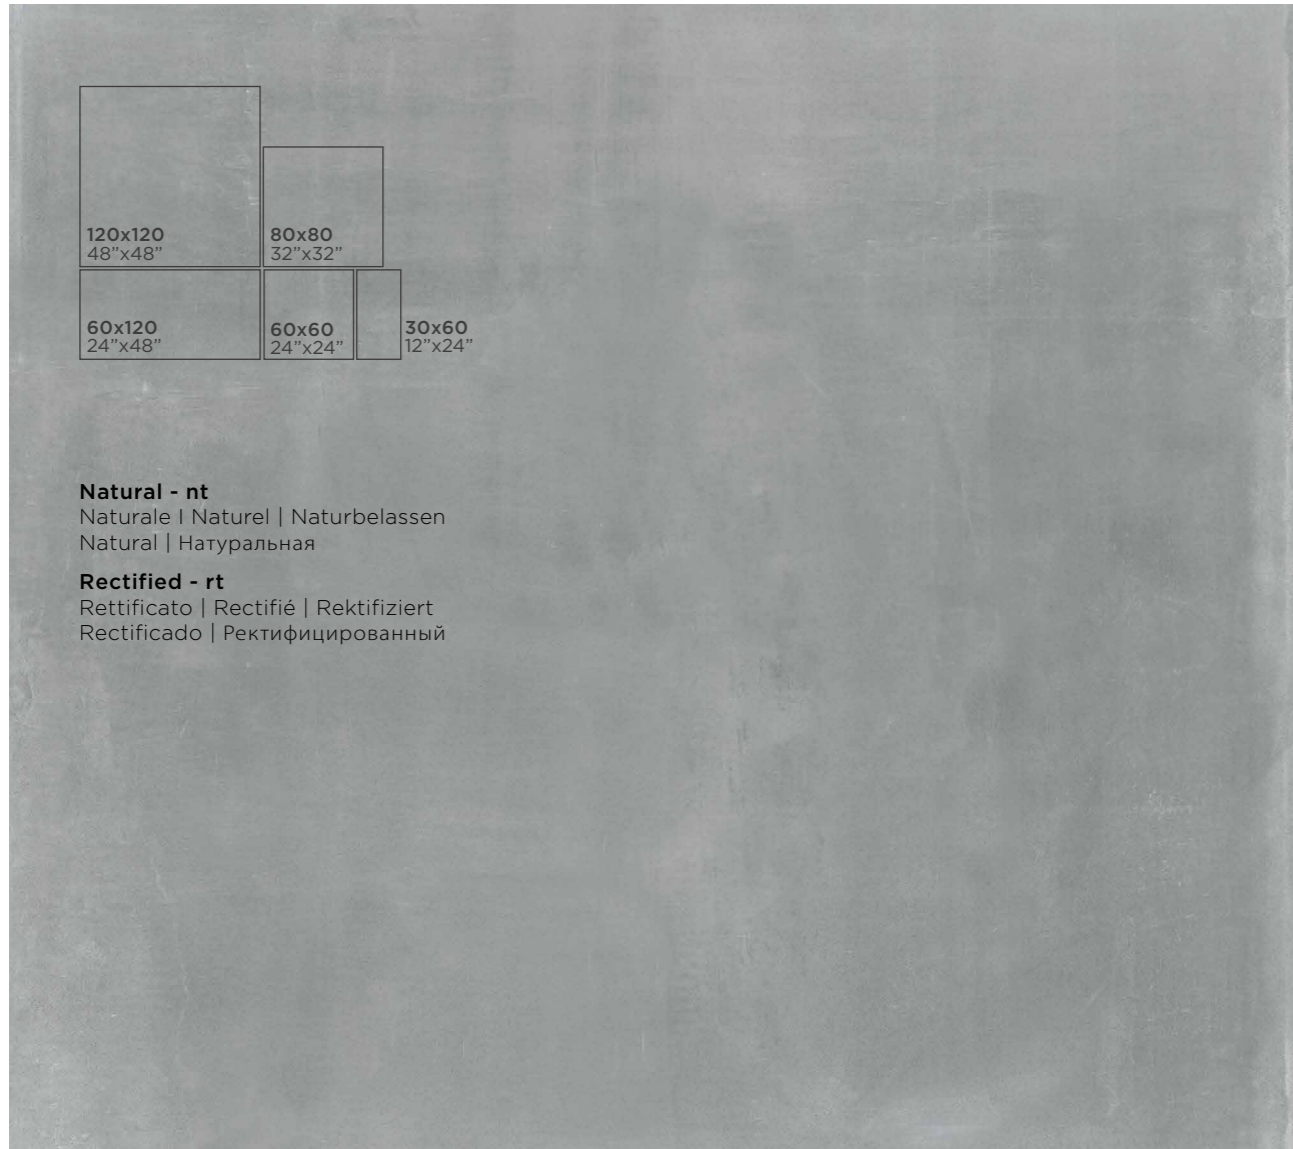 120x120
48”x48”
80x80
32”x32”
60x120
24”x48”
60x60
24”x24”
30x60
12”x24”
Natural - nt
Naturale I Naturel | Naturbelassen
Natural | Натуральная
Rectified - rt
Rettificato | Rectifié | Rektifiziert
Rectificado | Ректифицированный